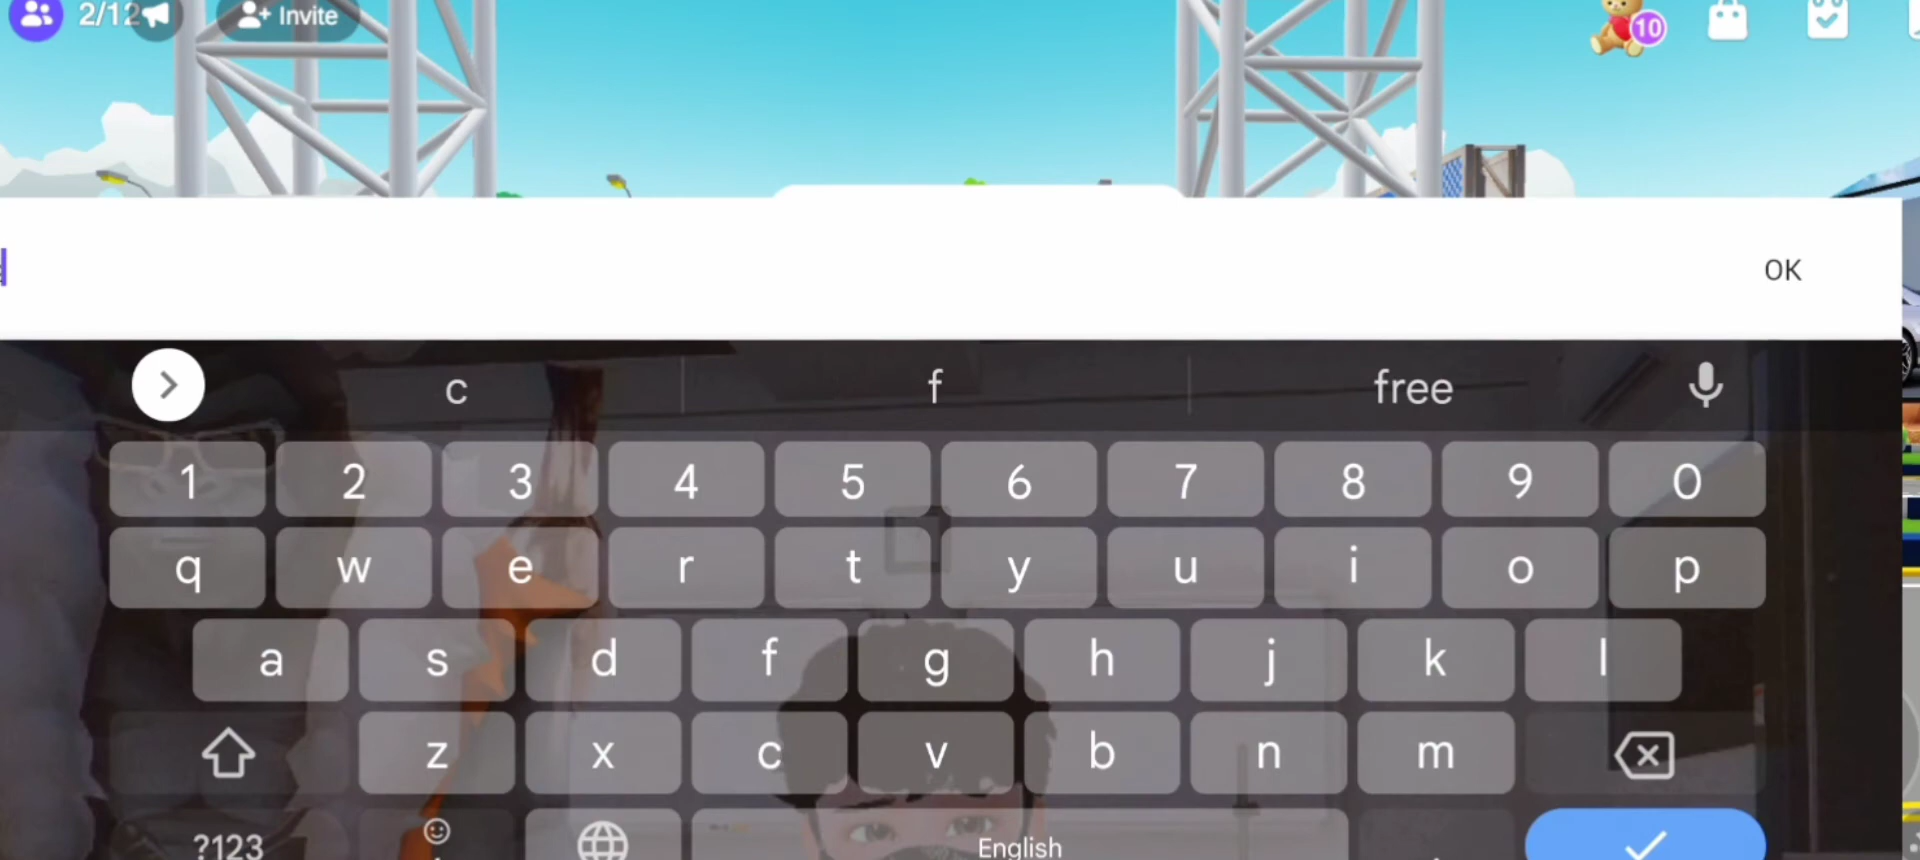 2/12 Invite 10
OK
c f free
1 2 3 4 5 6 7 8 9 0
q w e r t y u i o p
a s d f g h j k l
z x c v b n m
?123 English